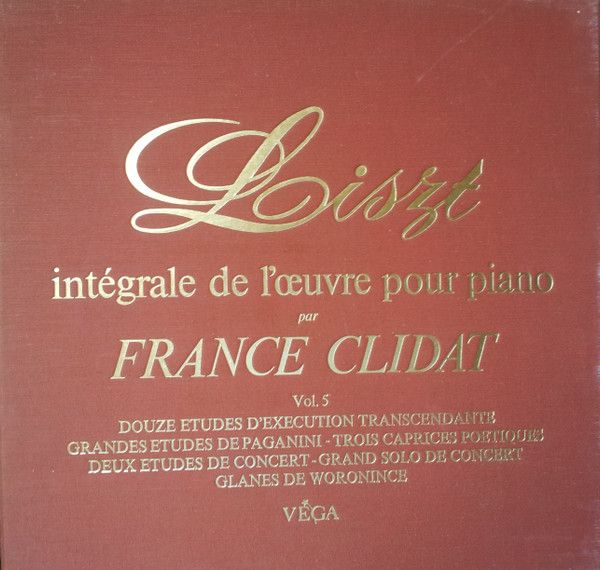 Liszt
intégrale de l'œuvre pour piano
par
FRANCE CLIDAT
Vol. 5
DOUZE ETUDES D'EXECUTION TRANSCENDANTE
GRANDES ETUDES DE PAGANINI - TROIS CAPRICES POETIQUES
DEUX ETUDES DE CONCERT - GRAND SOLO DE CONCERT
GLANES DE WORONINCE
VEGA